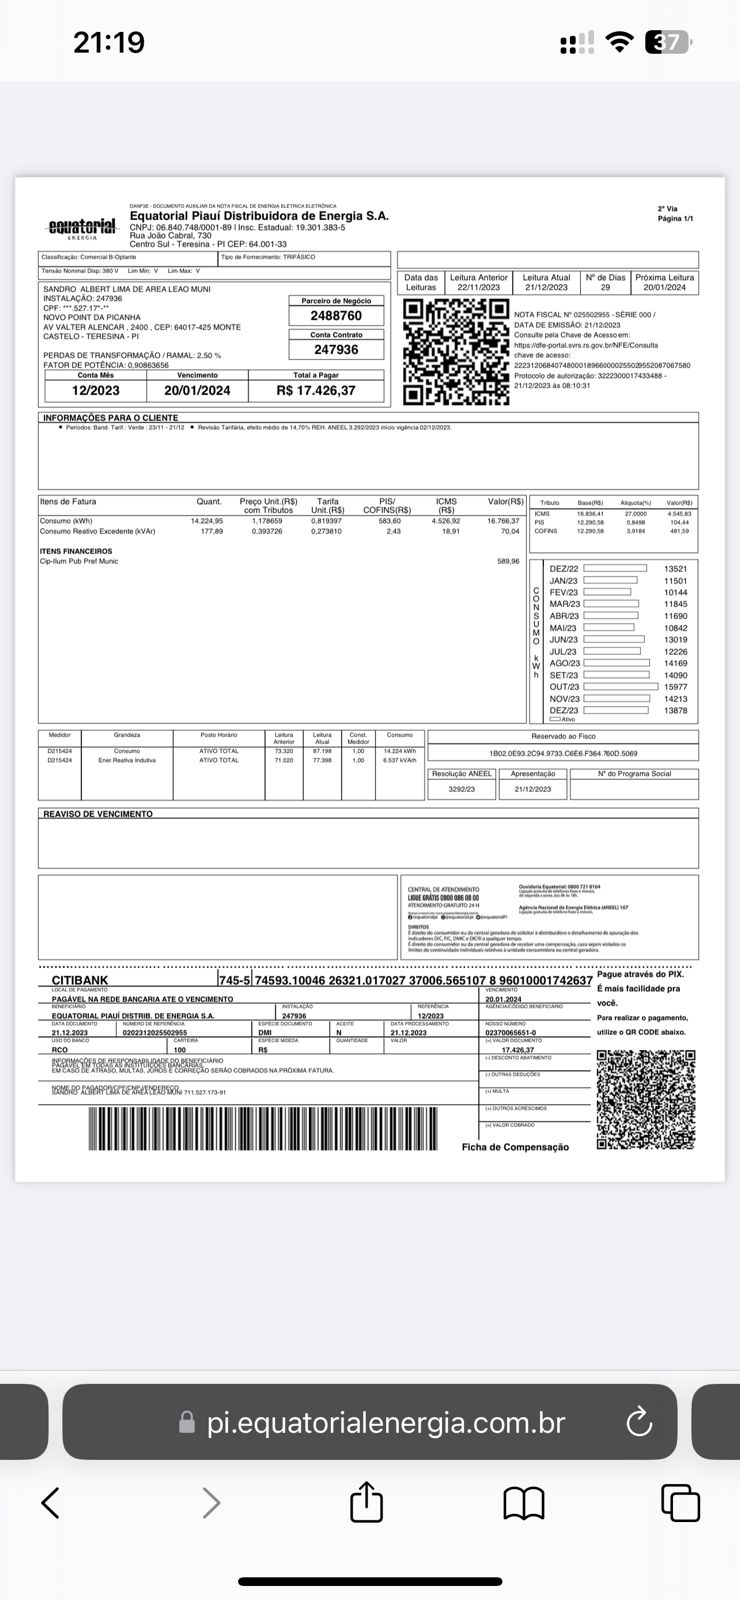 21:19
37
equatorial
ENERGIA
DANF3E - DOCUMENTO AUXILIAR DA NOTA FISCAL DE ENERGIA ELÉTRICA ELETRÔNICA
Equatorial Piauí Distribuidora de Energia S.A.
CNPJ: 06.840.748/0001-89 | Insc. Estadual: 19.301.383-5
Rua João Cabral, 730
Centro Sul - Teresina - PI CEP: 64.001-33
2ª Via
Página 1/1
Classificação: Comercial B-Optante
Tipo de Fornecimento: TRIFÁSICO
Tensão Nominal Disp: 380 V Lim Min: V Lim Max: V
SANDRO ALBERT LIMA DE AREA LEAO MUNI
INSTALAÇÃO: 247936
CPF: ***.527.17*-**
NOVO POINT DA PICANHA
AV VALTER ALENCAR , 2400 , CEP: 64017-425 MONTE
CASTELO - TERESINA - PI
PERDAS DE TRANSFORMAÇÃO / RAMAL: 2,50 %
FATOR DE POTÊNCIA: 0,90863656
Parceiro de Negócio
2488760
Conta Contrato
247936
Conta Mês Vencimento Total a Pagar
12/2023 20/01/2024 R$ 17.426,37
Data das Leituras
Leitura Anterior 22/11/2023
Leitura Atual 21/12/2023
Nº de Dias 29
Próxima Leitura 20/01/2024
NOTA FISCAL Nº 025502955 - SÉRIE 000 /
DATA DE EMISSÃO: 21/12/2023
Consulte pela Chave de Acesso em:
https://dfe-portal.svrs.rs.gov.br/NFE/Consulta
chave de acesso:
22231206840748000189660000255029552087067580
Protocolo de autorização: 3222300017433488 -
21/12/2023 às 08:10:31
INFORMAÇÕES PARA O CLIENTE
• Períodos: Band. Tarif.: Verde : 23/11 - 21/12 • Revisão Tarifária, efeito médio de 14,70% REH. ANEEL 3.292/2023 início vigência 02/12/2023.
Itens de Fatura Quant. Preço Unit.(R$) com Tributos Tarifa Unit.(R$) PIS/COFINS(R$) ICMS (R$) Valor(R$)
Consumo (kWh) 14.224,95 1,178659 0,819397 583,60 4.526,92 16.766,37
Consumo Reativo Excedente (kVAr) 177,89 0,393726 0,273810 2,43 18,91 70,04
ITENS FINANCEIROS
Cip-Ilum Pub Pref Munic 589,96
Tributo Base(R$) Alíquota(%) Valor(R$)
ICMS 16.836,41 27,0000 4.545,83
PIS 12.290,58 0,8498 104,44
COFINS 12.290,58 3,9184 481,59
CONSUMO kWh
DEZ/22 13521
JAN/23 11501
FEV/23 10144
MAR/23 11845
ABR/23 11690
MAI/23 10842
JUN/23 13019
JUL/23 12226
AGO/23 14169
SET/23 14090
OUT/23 15977
NOV/23 14213
DEZ/23 13878
Ativo
Medidor Grandeza Posto Horário Leitura Anterior Leitura Atual Const. Medidor Consumo
D215424 Consumo ATIVO TOTAL 73.320 87.198 1,00 14.224 kWh
D215424 Ener.Reativa Indutiva ATIVO TOTAL 71.020 77.398 1,00 6.537 kVArh
Reservado ao Fisco
1B02.0E93.2C94.9733.C6E6.F364.760D.5069
Resolução ANEEL Apresentação Nº do Programa Social
3292/23 21/12/2023
REAVISO DE VENCIMENTO
CENTRAL DE ATENDIMENTO
LIGUE GRÁTIS 0800 086 08 00
ATENDIMENTO GRATUITO 24 H
Ouvidoria Equatorial: 0800 721 0164
Agência Nacional de Energia Elétrica (ANEEL) 167
DIREITOS
É direito do consumidor ou da central geradora de solicitar à distribuidora o detalhamento da apuração dos
indicadores DIC, FIC, DMIC e DICRI a qualquer tempo.
É direito do consumidor ou da central geradora de receber uma compensação, caso sejam violados os
limites de continuidade individuais relativos à unidade consumidora ou central geradora.
CITIBANK 745-5 74593.10046 26321.017027 37006.565107 8 96010001742637
LOCAL DE PAGAMENTO
PAGÁVEL NA REDE BANCARIA ATE O VENCIMENTO
VENCIMENTO
20.01.2024
BENEFICIÁRIO INSTALAÇÃO REFERÊNCIA AGÊNCIA/CÓDIGO BENEFICIÁRIO
EQUATORIAL PIAUÍ DISTRIB. DE ENERGIA S.A. 247936 12/2023
DATA DOCUMENTO NÚMERO DE REFERÊNCIA ESPÉCIE DOCUMENTO ACEITE DATA PROCESSAMENTO NOSSO NÚMERO
21.12.2023 0202312025502955 DMI N 21.12.2023 02370065651-0
USO DO BANCO CARTEIRA ESPÉCIE MOEDA QUANTIDADE VALOR (=) VALOR DOCUMENTO
RCO 100 R$ 17.426,37
INFORMAÇÕES DE RESPONSABILIDADE DO BENEFICIÁRIO
PAGÁVEL EM TODAS AS INSTITUIÇÕES BANCÁRIAS.
EM CASO DE ATRASO, MULTAS, JUROS E CORREÇÃO SERÃO COBRADOS NA PRÓXIMA FATURA.
(-) DESCONTO ABATIMENTO
(-) OUTRAS DEDUÇÕES
(+) MULTA
(+) OUTROS ACRÉSCIMOS
(=) VALOR COBRADO
NOME DO PAGADOR/CPF/CNPJ/ENDEREÇO
SANDRO ALBERT LIMA DE AREA LEAO MUNI 711.527.173-91
Ficha de Compensação
Pague através do PIX.
É mais facilidade pra
você.
Para realizar o pagamento,
utilize o QR CODE abaixo.
pi.equatorialenergia.com.br